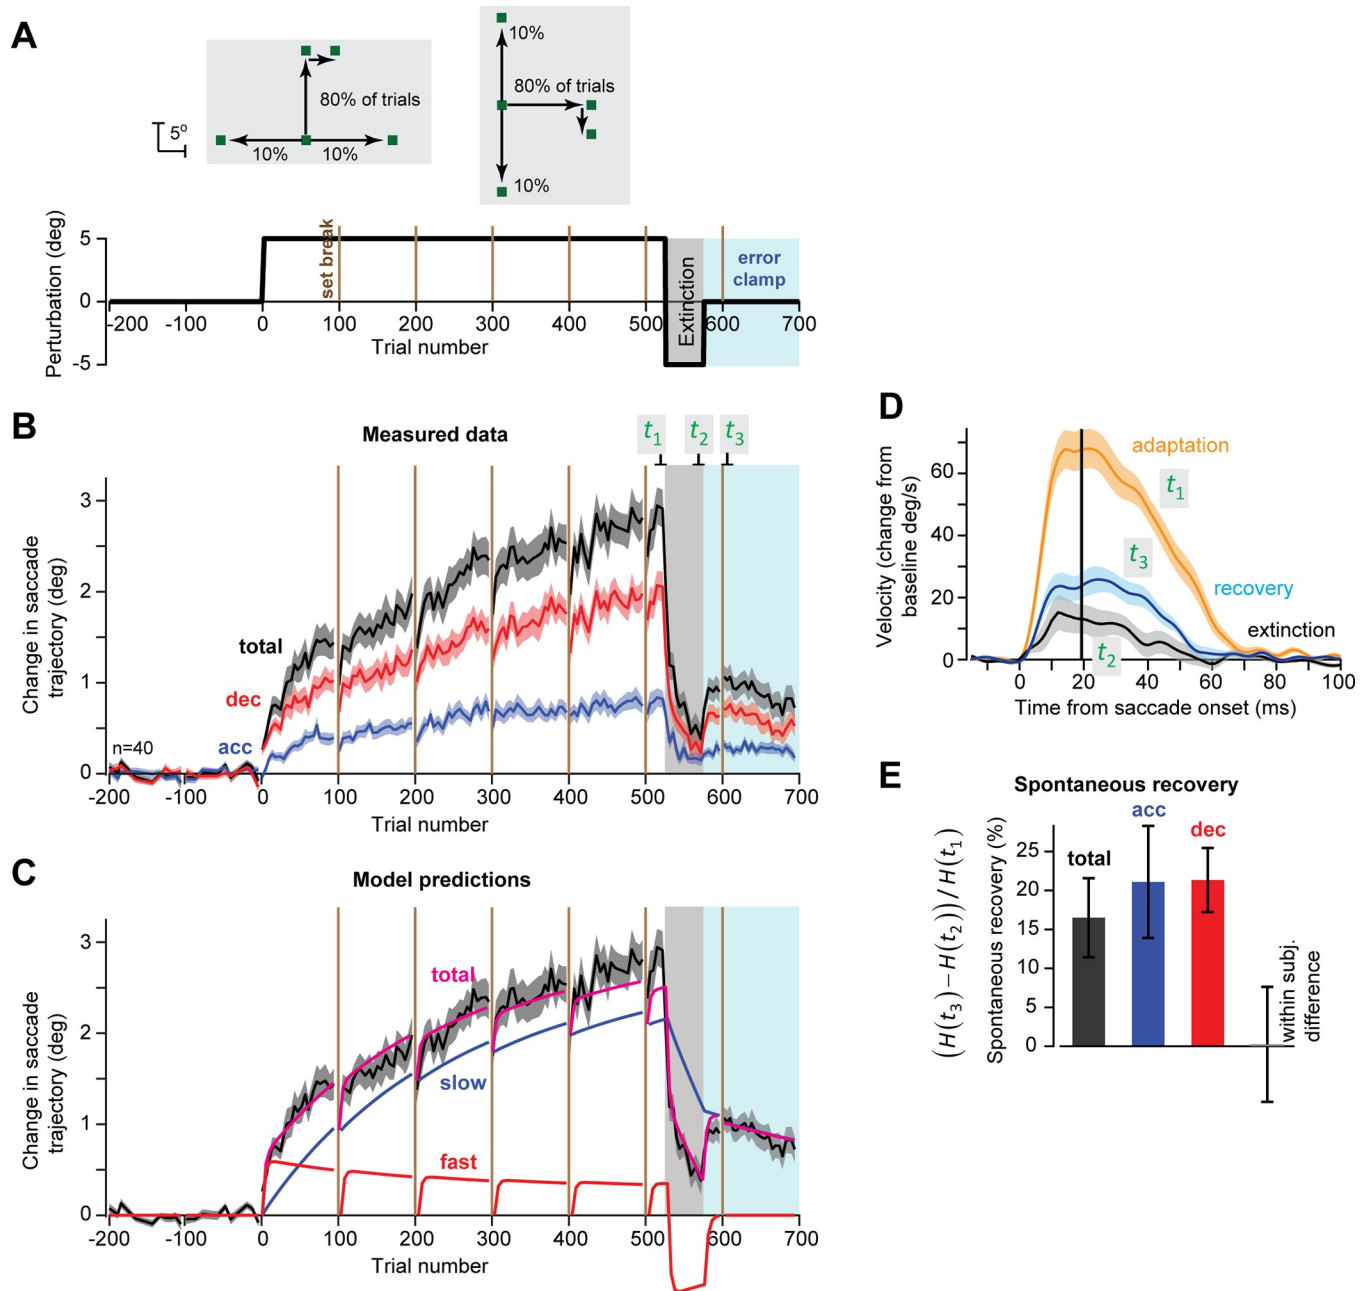 A
10%
80% of trials
5°
10%
10%
80% of trials
10%
Perturbation (deg)
5
0
-5
set break
Extinction
error
clamp
-200
-100
0
100
200
300
400
500
600
700
Trial number
B
Measured data
t1
t2
t3
Change in saccade
trajectory (deg)
3
2
1
0
total
dec
acc
n=40
-200
-100
0
100
200
300
400
500
600
700
Trial number
C
Model predictions
Change in saccade
trajectory (deg)
3
2
1
0
total
slow
fast
-200
-100
0
100
200
300
400
500
600
700
Trial number
D
Velocity (change from
baseline deg/s)
60
40
20
0
adaptation
t1
t3
recovery
extinction
t2
0
20
40
60
80
100
Time from saccade onset (ms)
E
Spontaneous recovery
(H(t3) − H(t2)) / H(t1)
Spontaneous recovery (%)
25
20
15
10
5
0
total
acc
dec
within subj.
difference